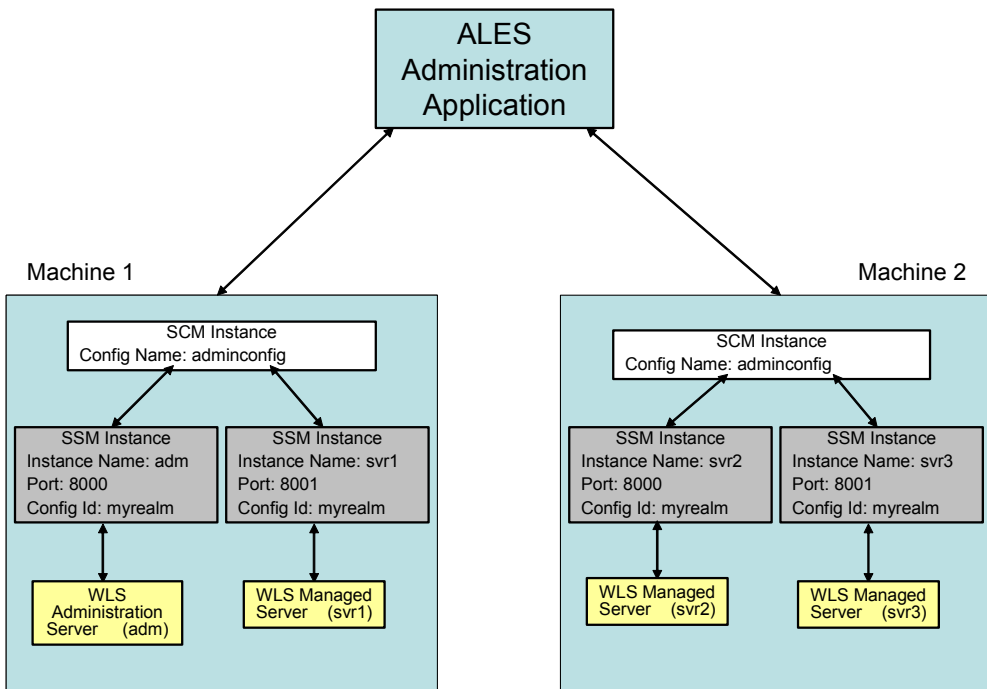 ALES
Administration
Application
Machine 1
SCM Instance
Config Name: adminconfig
SSM Instance
Instance Name: adm
Port: 8000
Config Id: myrealm
SSM Instance
Instance Name: svr1
Port: 8001
Config Id: myrealm
WLS
Administration
Server (adm)
WLS Managed
Server (svr1)
Machine 2
SCM Instance
Config Name: adminconfig
SSM Instance
Instance Name: svr2
Port: 8000
Config Id: myrealm
SSM Instance
Instance Name: svr3
Port: 8001
Config Id: myrealm
WLS Managed
Server (svr2)
WLS Managed
Server (svr3)